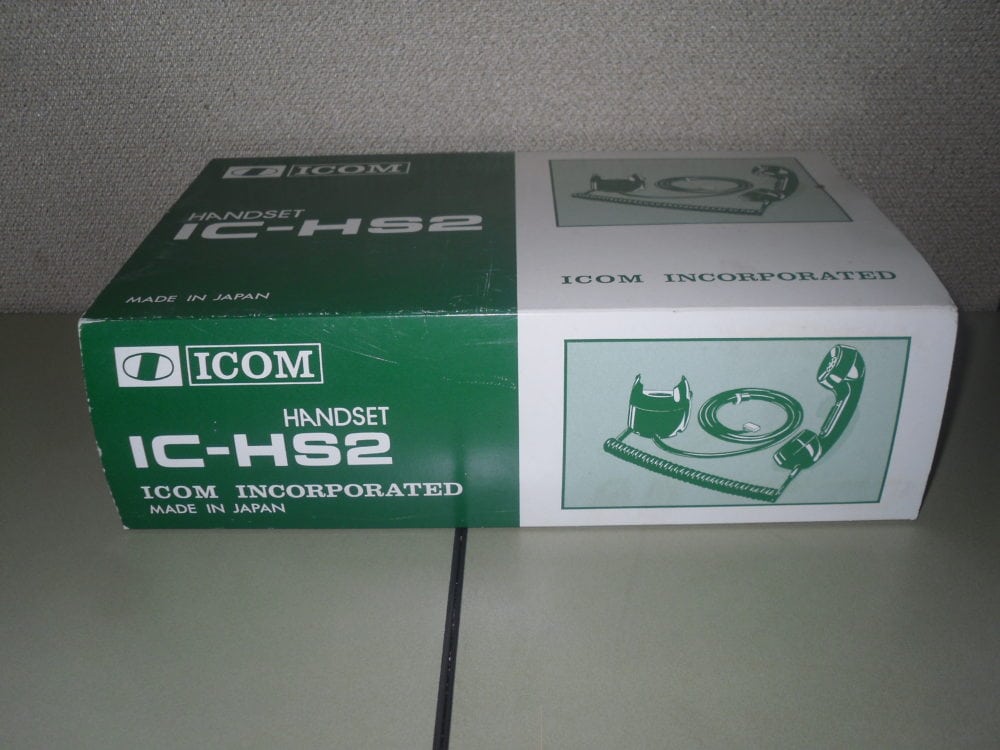 ICOM
HANDSET
IC-HS2
MADE IN JAPAN
ICOM INCORPORATED
ICOM
HANDSET
IC-HS2
ICOM INCORPORATED
MADE IN JAPAN